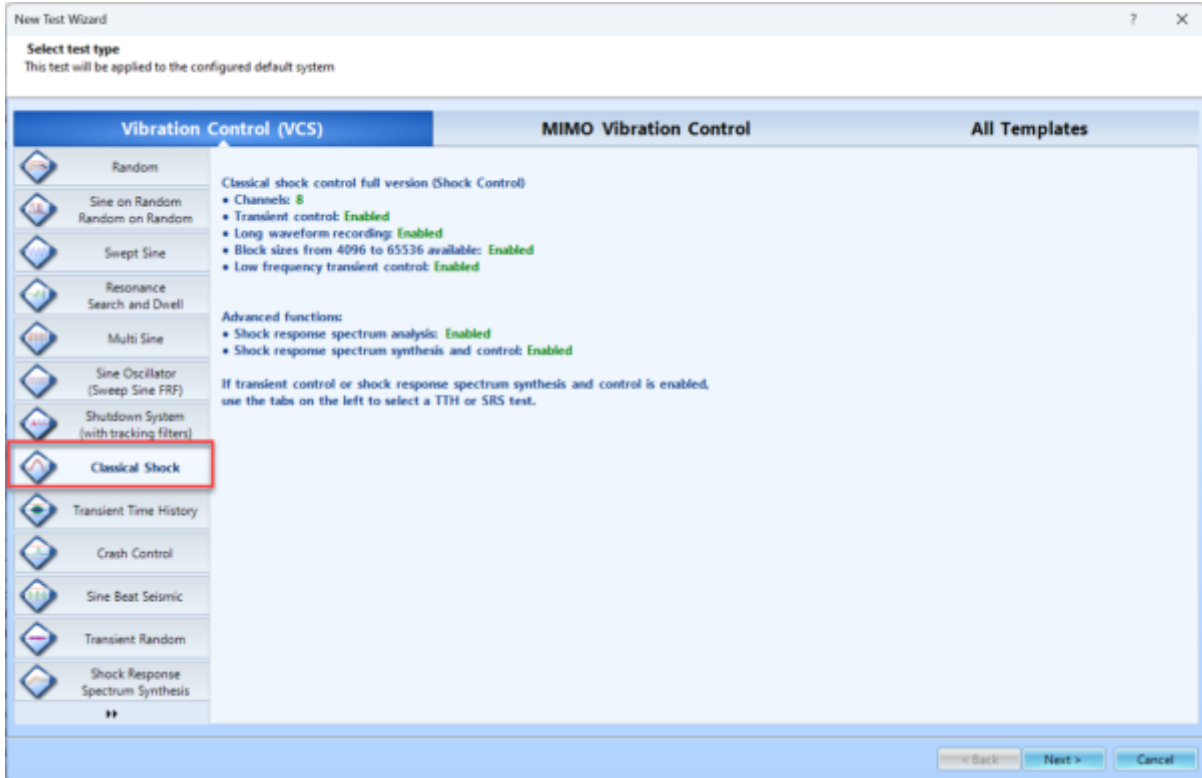 New Test Wizard
? ×
Select test type
This test will be applied to the configured default system
Vibration Control (VCS)
MIMO Vibration Control
All Templates
Random
Sine on Random
Random on Random
Swept Sine
Resonance
Search and Dwell
Multi Sine
Sine Oscillator
(Sweep Sine FRF)
Shutdown System
(with tracking filters)
Classical Shock
Transient Time History
Crash Control
Sine Beat Seismic
Transient Random
Shock Response
Spectrum Synthesis
Classical shock control full version (Shock Control)
• Channels: 8
• Transient control: Enabled
• Long waveform recording: Enabled
• Block sizes from 4096 to 65536 available: Enabled
• Low frequency transient control: Enabled
Advanced functions:
• Shock response spectrum analysis: Enabled
• Shock response spectrum synthesis and control: Enabled
If transient control or shock response spectrum synthesis and control is enabled,
use the tabs on the left to select a TTH or SRS test.
< Back
Next >
Cancel